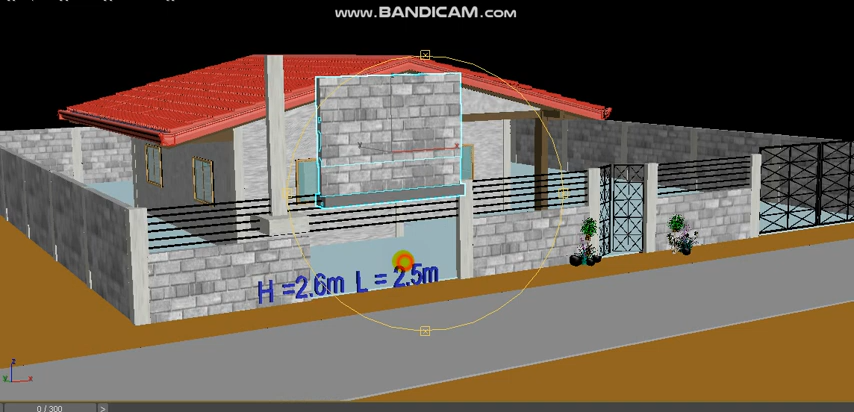 www.BANDICAM.com
H =2.6m L = 2.5m
z
y x
y x
0 / 300 >